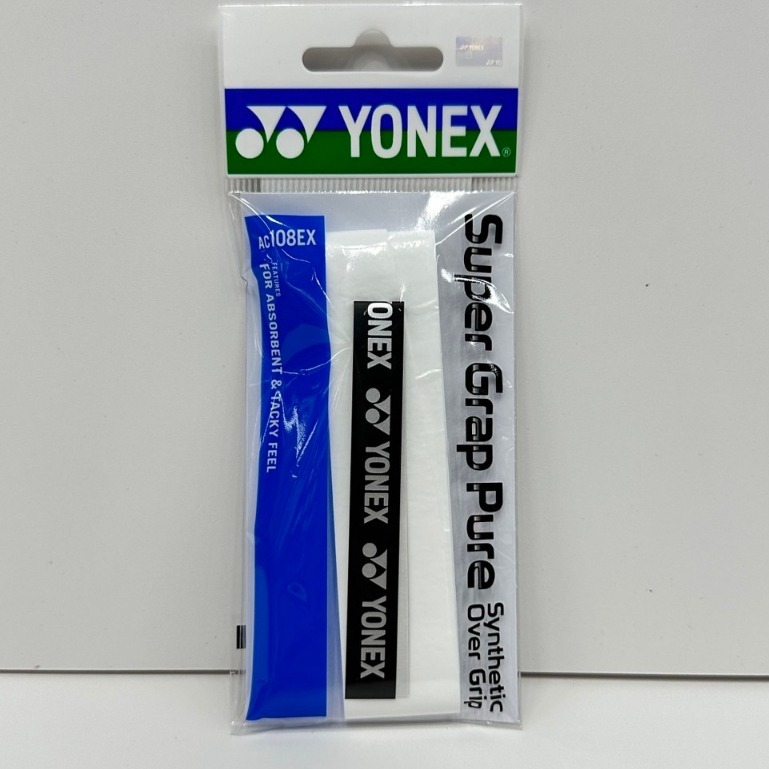 YONEX®
AC108EX
FEATURES
FOR ABSORBENT & TACKY FEEL
ONEX YONEX YONEX
Super Grap Pure
Synthetic
Over Grip